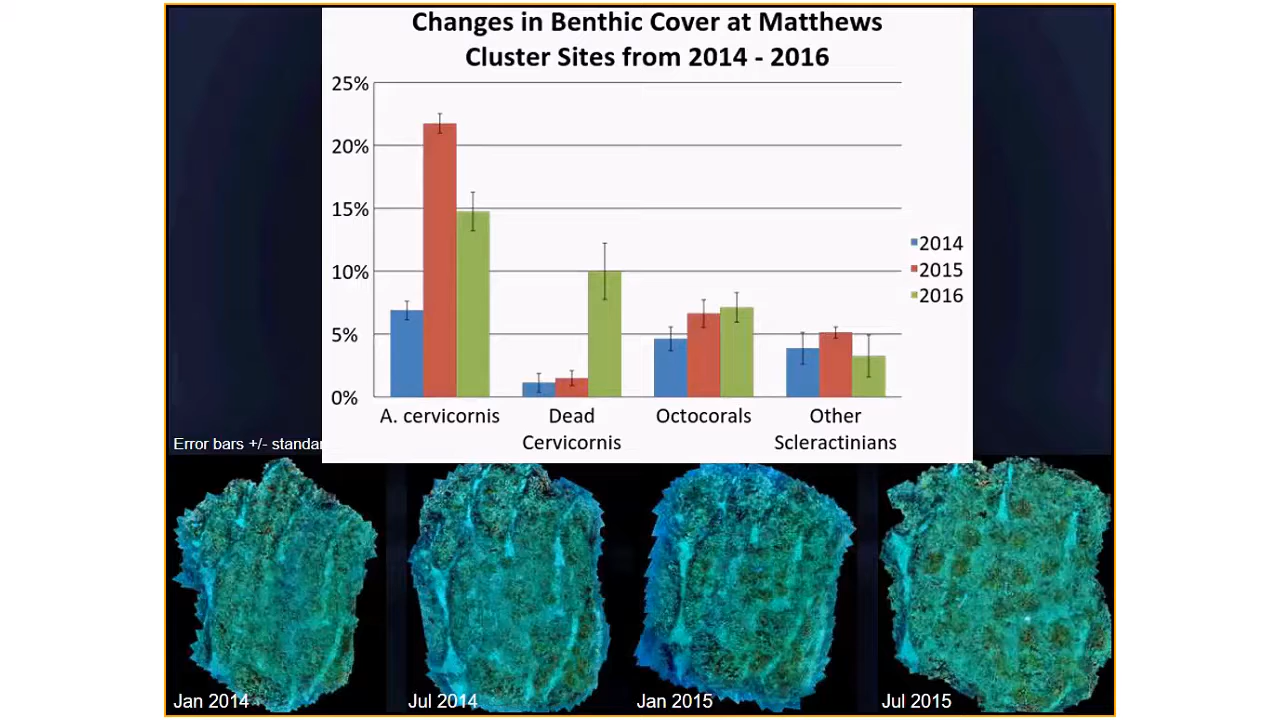 Changes in Benthic Cover at Matthews
Cluster Sites from 2014 - 2016
25%
20%
15%
10%
5%
0%
2014
2015
2016
A. cervicornis
Dead
Cervicornis
Octocorals
Other
Scleractinians
Error bars +/-
Jan 2014
Jul 2014
Jan 2015
Jul 2015